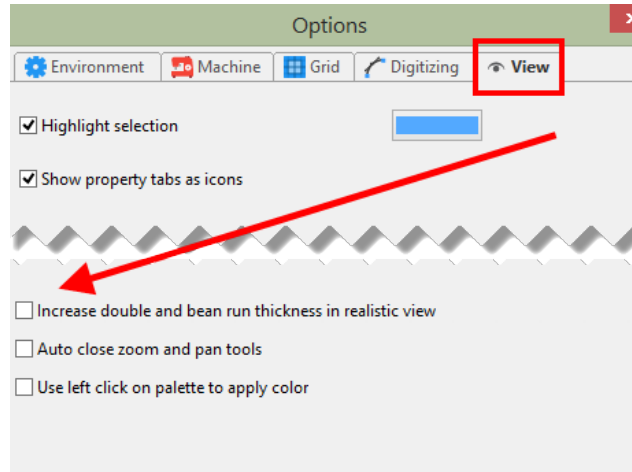 Options
Environment Machine Grid Digitizing View
Highlight selection
Show property tabs as icons
Increase double and bean run thickness in realistic view
Auto close zoom and pan tools
Use left click on palette to apply color